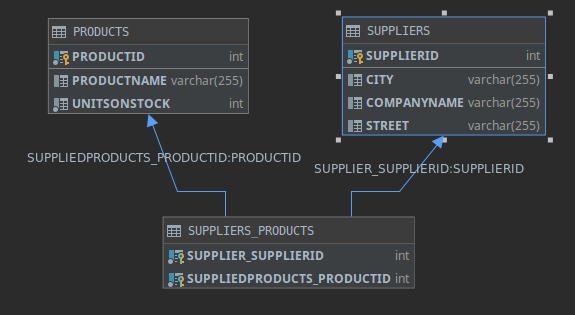 PRODUCTS
PRODUCTID int
PRODUCTNAME varchar(255)
UNITSONSTOCK int
SUPPLIERS
SUPPLIERID int
CITY varchar(255)
COMPANYNAME varchar(255)
STREET varchar(255)
SUPPLIEDPRODUCTS_PRODUCTID:PRODUCTID
SUPPLIER_SUPPLIERID:SUPPLIERID
SUPPLIERS_PRODUCTS
SUPPLIER_SUPPLIERID int
SUPPLIEDPRODUCTS_PRODUCTID int